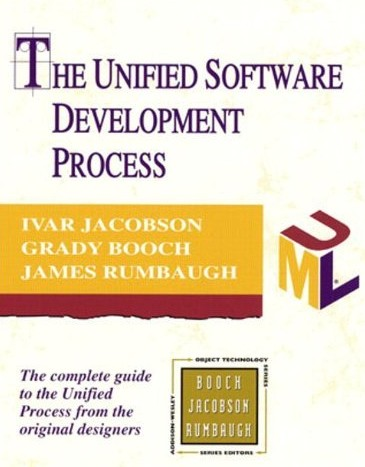 THE UNIFIED SOFTWARE
DEVELOPMENT
PROCESS
IVAR JACOBSON
GRADY BOOCH
JAMES RUMBAUGH
UML
The complete guide
to the Unified
Process from the
original designers
OBJECT TECHNOLOGY
SERIES
ADDISON-WESLEY
BOOCH
JACOBSON
RUMBAUGH
SERIES EDITORS